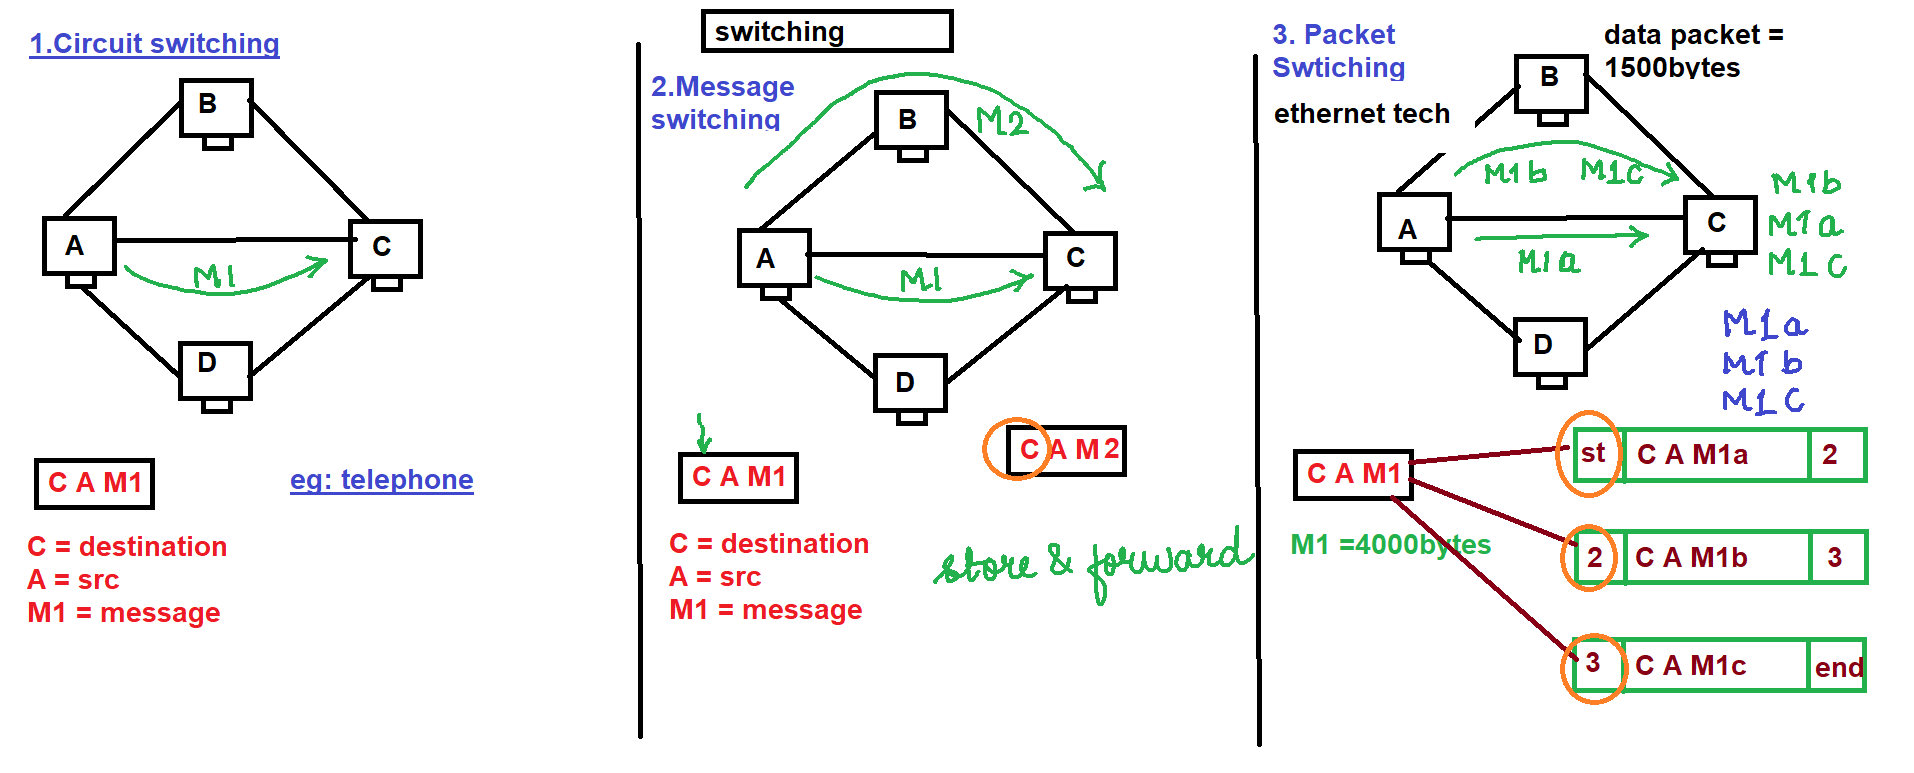 switching
1.Circuit switching
B
A
C
M1
D
C A M1
eg: telephone
C = destination
A = src
M1 = message
2.Message
switching
M2
B
A
C
M1
D
C A M1
C A M 2
C = destination
A = src
M1 = message
store & forward
3. Packet
Swtiching
ethernet tech
data packet =
1500bytes
B
M1b M1C
A
C
M1a
D
M1b
M1a
M1C
M1a
M1b
M1C
C A M1
M1 =4000bytes
st C A M1a 2
2 C A M1b 3
3 C A M1c end